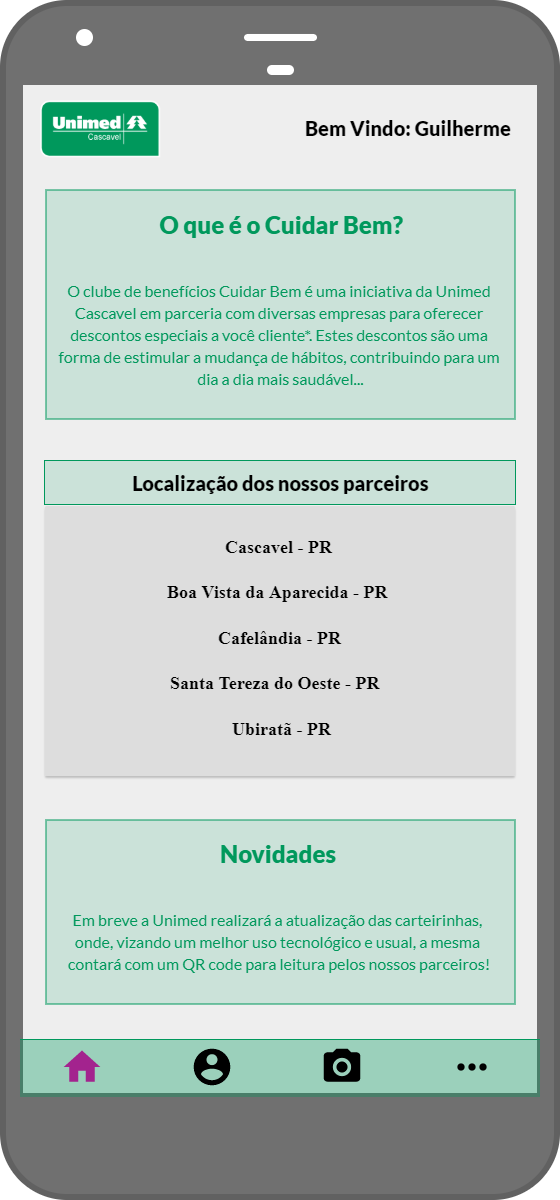 Unimed
Cascavel
Bem Vindo: Guilherme
O que é o Cuidar Bem?
O clube de benefícios Cuidar Bem é uma iniciativa da Unimed
Cascavel em parceria com diversas empresas para oferecer
descontos especiais a você cliente*. Estes descontos são uma
forma de estimular a mudança de hábitos, contribuindo para um
dia a dia mais saudável...
Localização dos nossos parceiros
Cascavel - PR
Boa Vista da Aparecida - PR
Cafelândia - PR
Santa Tereza do Oeste - PR
Ubiratã - PR
Novidades
Em breve a Unimed realizará a atualização das carteirinhas,
onde, vizando um melhor uso tecnológico e usual, a mesma
contará com um QR code para leitura pelos nossos parceiros!